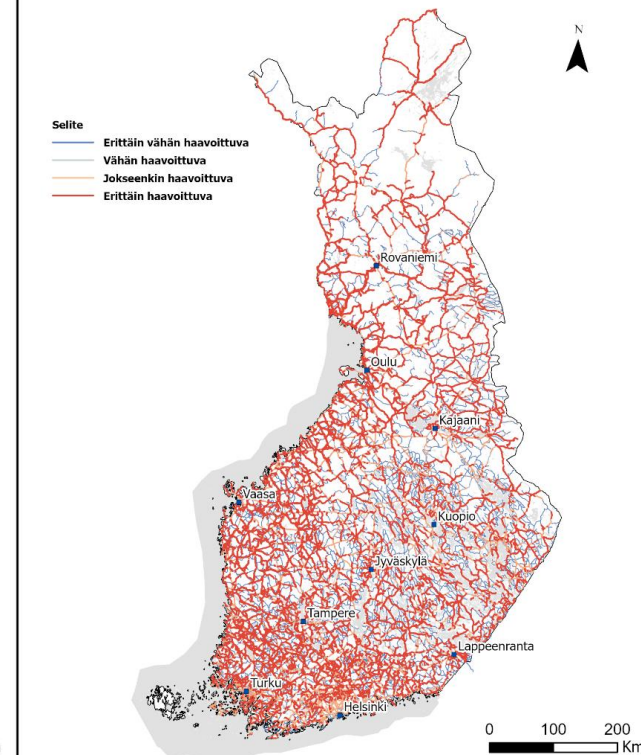 N
Selite
Erittäin vähän haavoittuva
Vähän haavoittuva
Jokseenkin haavoittuva
Erittäin haavoittuva
Rovaniemi
Oulu
Kajaani
Vaasa
Kuopio
Jyväskylä
Tampere
Lappeenranta
Turku
Helsinki
0 100 200
Km